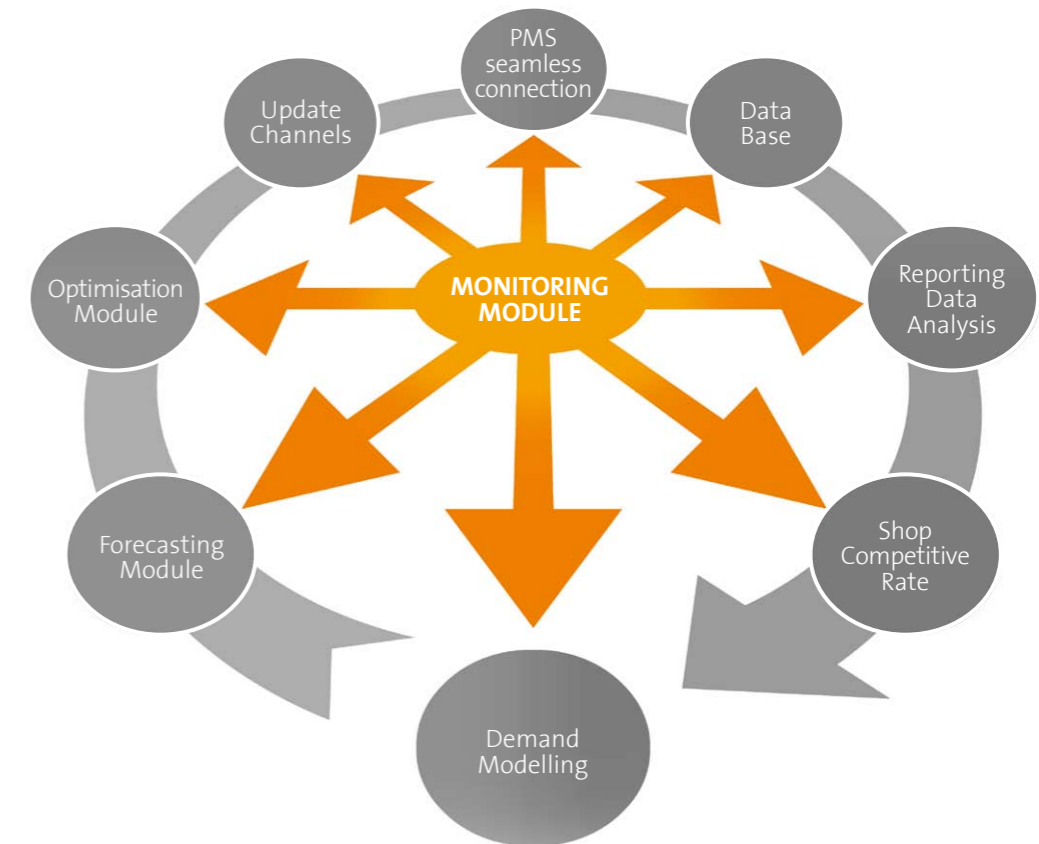 PMS
seamless
connection
Update
Channels
Data
Base
Optimisation
Module
MONITORING
MODULE
Reporting
Data
Analysis
Forecasting
Module
Shop
Competitive
Rate
Demand
Modelling